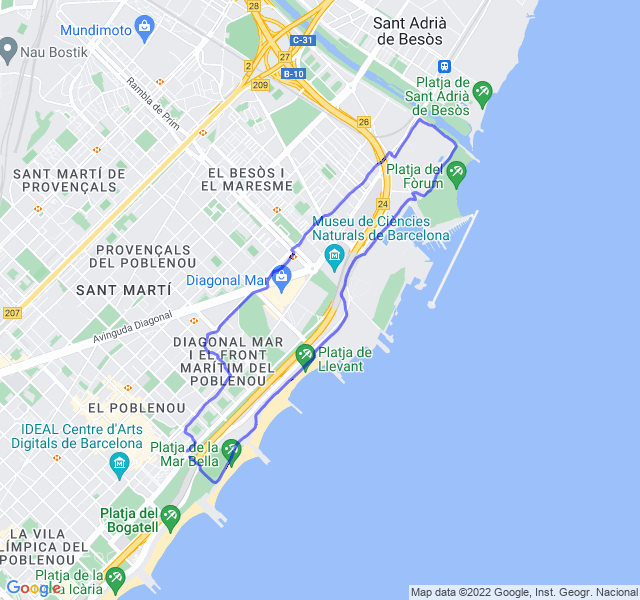 Sant Adrià
de Besòs
28
C-31
27
2
B-10
209
Mundimoto
Nau Bostik
Rambla de Prim
Platja de
Sant Adrià
de Besòs
26
SANT MARTÍ DE
PROVENÇALS
EL BESÒS I
EL MARESME
Platja del
Fòrum
24
Museu de Ciències
Naturals de Barcelona
PROVENÇALS
DEL POBLENOU
SANT MARTÍ
Diagonal Mar
207
Avinguda Diagonal
DIAGONAL MAR
I EL FRONT
MARÍTIM DEL
POBLENOU
Platja de
Llevant
EL POBLENOU
IDEAL Centre d'Arts
Digitals de Barcelona
Platja de la
Mar Bella
Platja del
Bogatell
LA VILA
LÍMPICA DEL
POBLENOU
Platja de la
a Icària
Google
Map data ©2022 Google, Inst. Geogr. Nacional